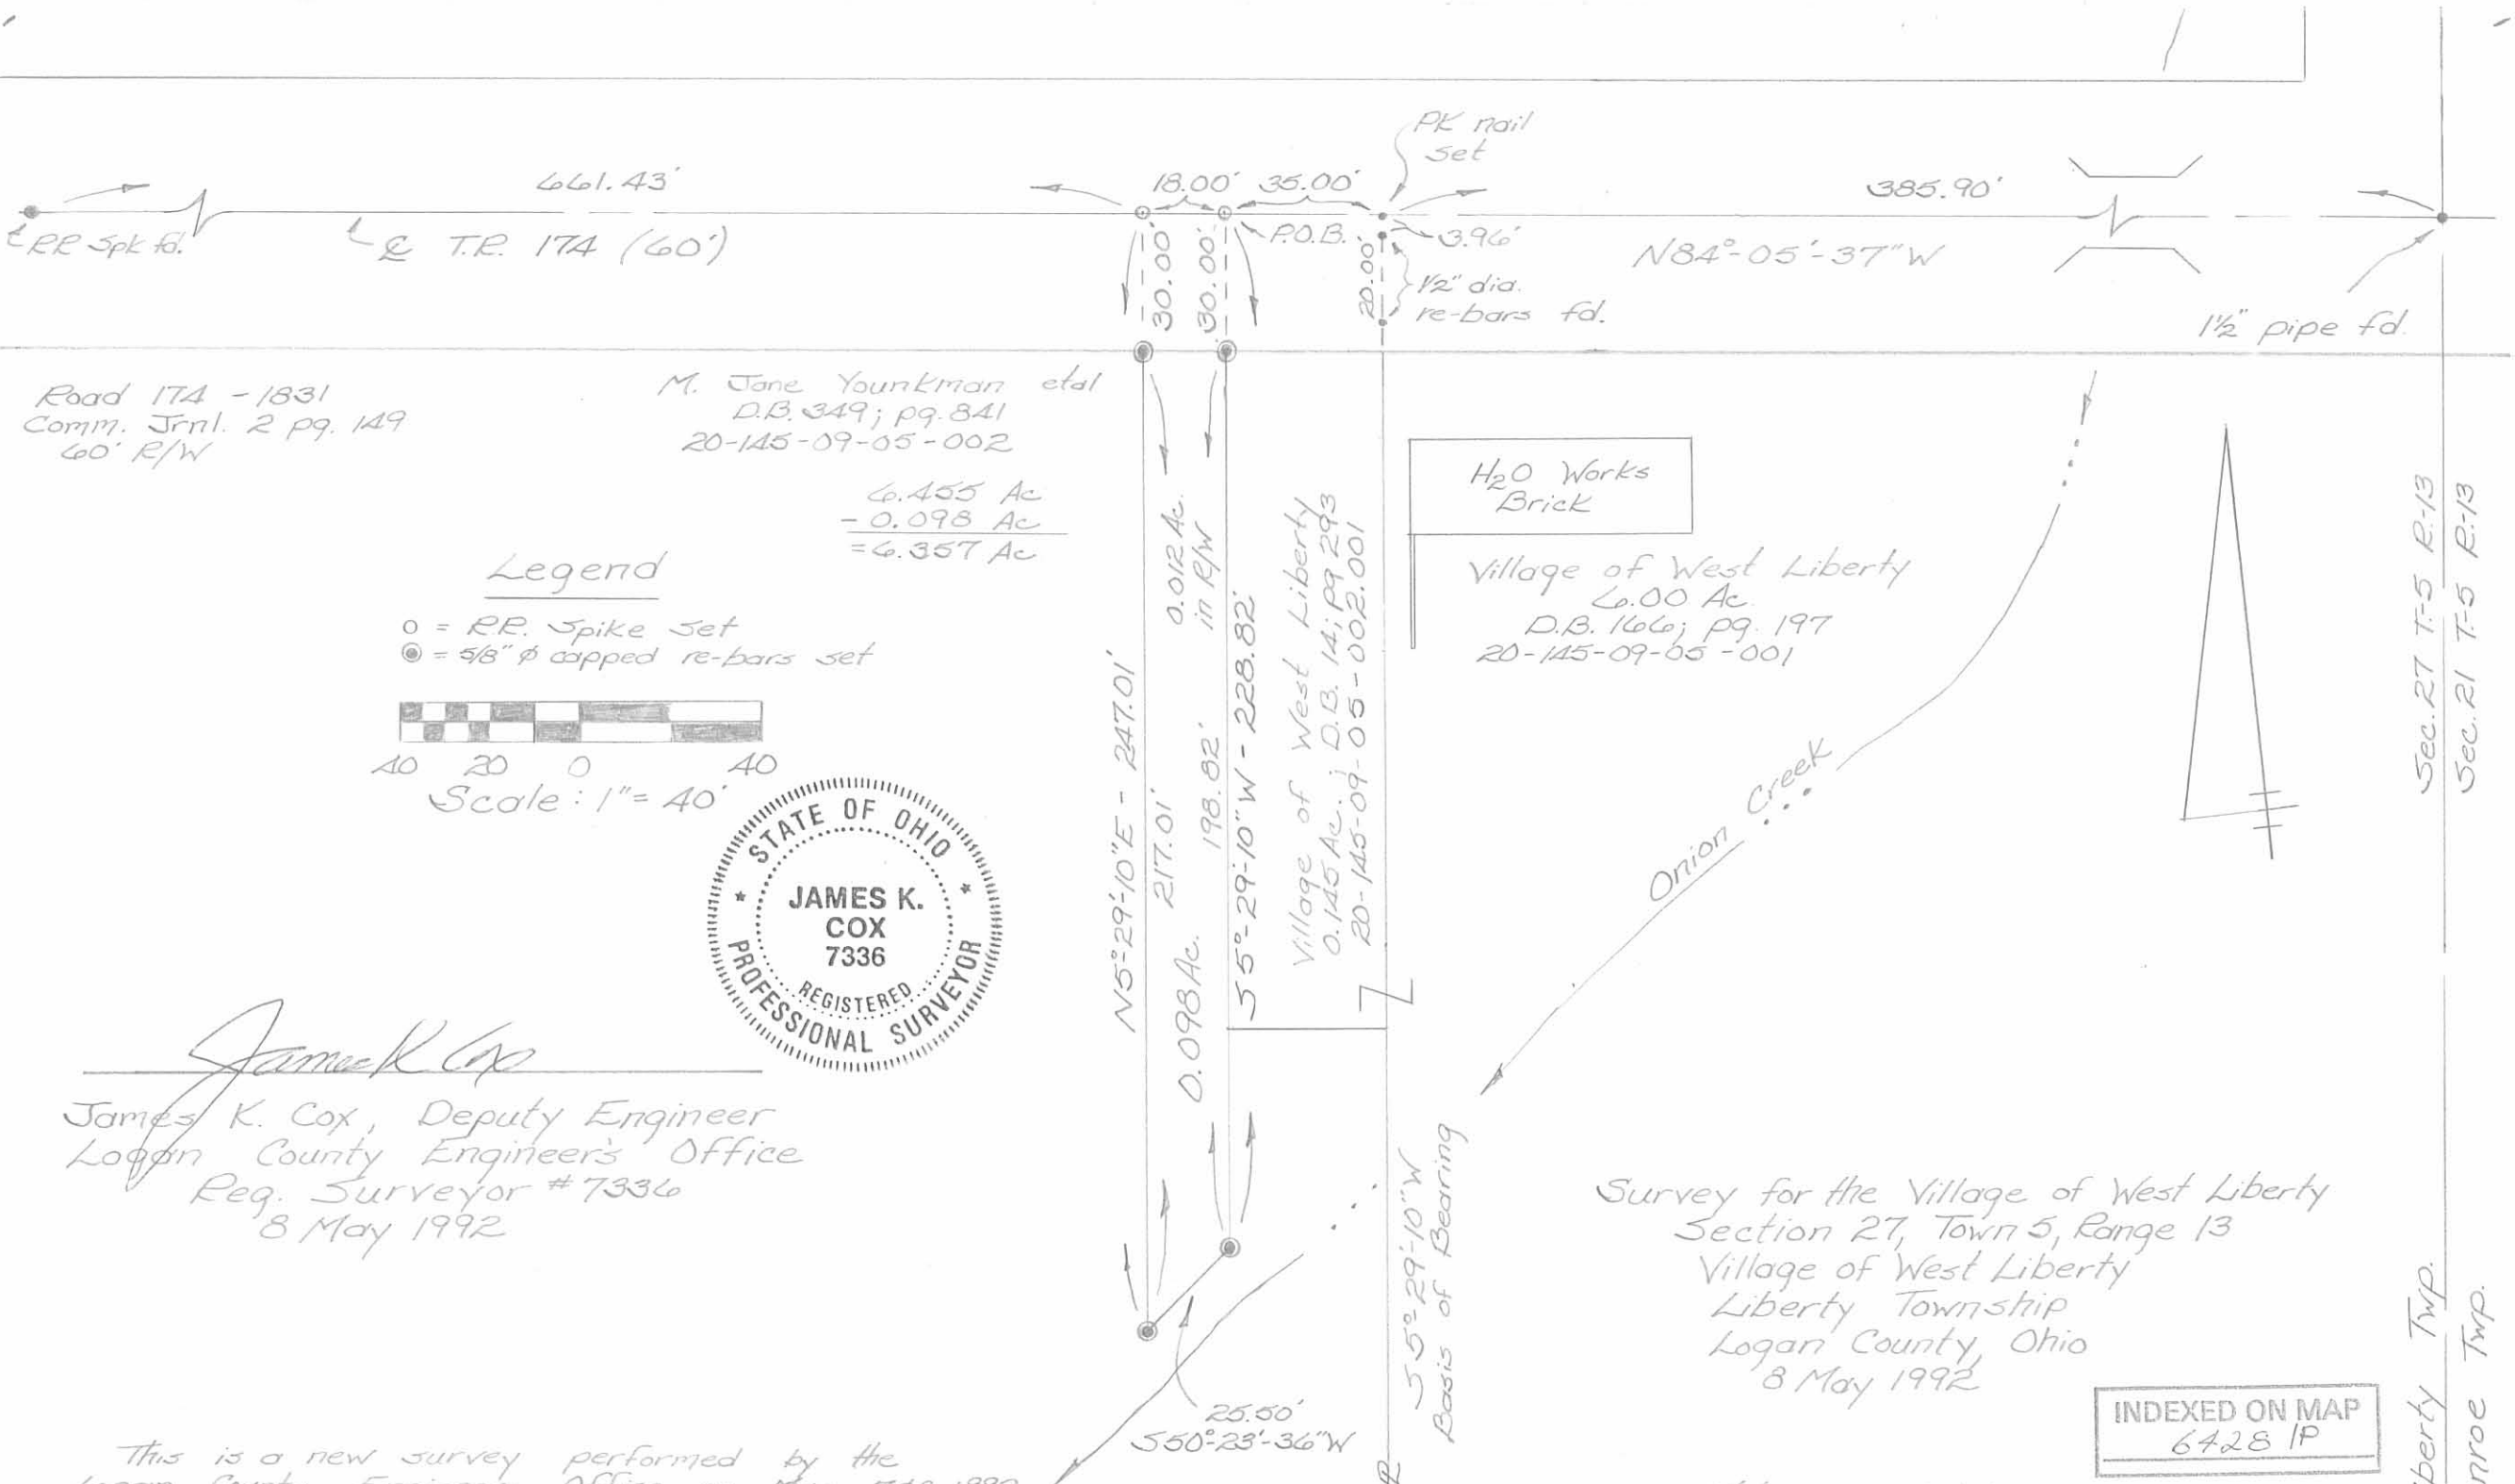 PK nail
set
661.43'
18.00' 35.00'
385.90'
RR Spk fd.
℄ T.R. 174 (60')
30.00'
30.00'
P.O.B.
3.96'
20.00'
1/2" dia.
re-bars fd.
N84°-05'-37"W
1½" pipe fd.
Road 174 - 1831
Comm. Jrnl. 2 pg. 149
60' R/W
M. Jane Younkman etal
D.B. 349; pg. 841
20-145-09-05-002
6.455 Ac
- 0.098 Ac
= 6.357 Ac
Legend
o = R.R. Spike set
= 5/8" ϕ capped re-bars set
40 20 0 40
Scale: 1" = 40'
STATE OF OHIO
JAMES K.
COX
7336
REGISTERED
PROFESSIONAL SURVEYOR
N5°-29'-10"E - 247.01'
217.01'
0.012 Ac.
in R/W
198.82'
0.098 Ac.
S5°-29'-10"W - 228.82'
Village of West Liberty
0.145 Ac.; D.B. 14; pg 293
20-145-09-05-002.001
H2O Works
Brick
Village of West Liberty
6.00 Ac.
D.B. 166; pg. 197
20-145-09-05-001
Onion Creek
Sec. 27 T-5 R-13
Sec. 21 T-5 R-13
James K Cox
James K. Cox, Deputy Engineer
Logan County Engineer's Office
Reg. Surveyor # 7336
8 May 1992
S5°-29'-10"W
Basis of Bearing
25.50'
S50°-23'-36"W
Survey for the Village of West Liberty
Section 27, Town 5, Range 13
Village of West Liberty
Liberty Township
Logan County, Ohio
8 May 1992
INDEXED ON MAP
6428 1P
berty Twp.
nroe Twp.
This is a new survey performed by the